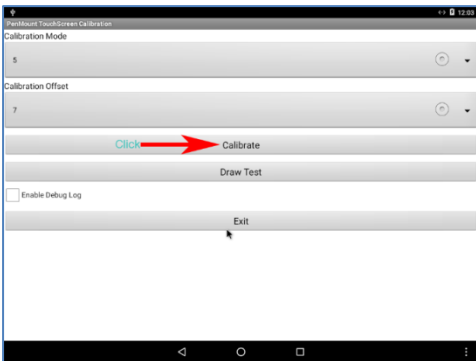 12:03
PenMount TouchScreen Calibration
Calibration Mode
5
Calibration Offset
7
Click Calibrate
Draw Test
Enable Debug Log
Exit